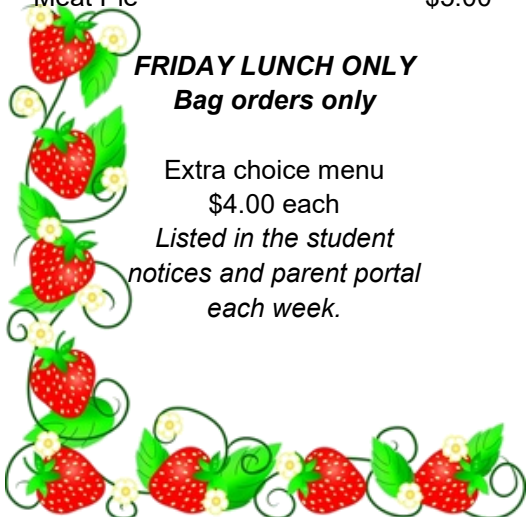 Meat Pie
FRIDAY LUNCH ONLY
Bag orders only
Extra choice menu
$4.00 each
Listed in the student
notices and parent portal
each week.